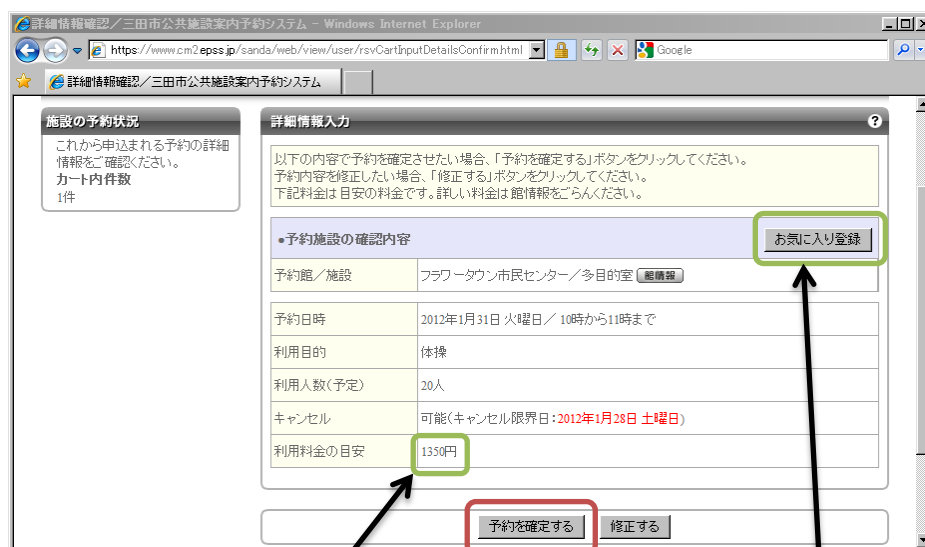 詳細情報確認／三田市公共施設案内予約システム - Windows Internet Explorer
https://www.cm2epss.jp/sanda/web/view/user/rsvCartInputDetailsConfirm.html
Google
詳細情報確認／三田市公共施設案内予約システム
施設の予約状況
これから申込まれる予約の詳細
情報をご確認ください。
カート内件数
1件
詳細情報入力
?
以下の内容で予約を確定させたい場合、「予約を確定する」ボタンをクリックしてください。
予約内容を修正したい場合、「修正する」ボタンをクリックしてください。
下記料金は目安の料金です。詳しい料金は館情報をごらんください。
●予約施設の確認内容 お気に入り登録
予約館／施設 フラワータウン市民センター／多目的室 館情報
予約日時 2012年1月31日 火曜日／ 10時から11時まで
利用目的 体操
利用人数(予定) 20人
キャンセル 可能(キャンセル限界日：2012年1月28日 土曜日)
利用料金の目安 1350円
予約を確定する 修正する